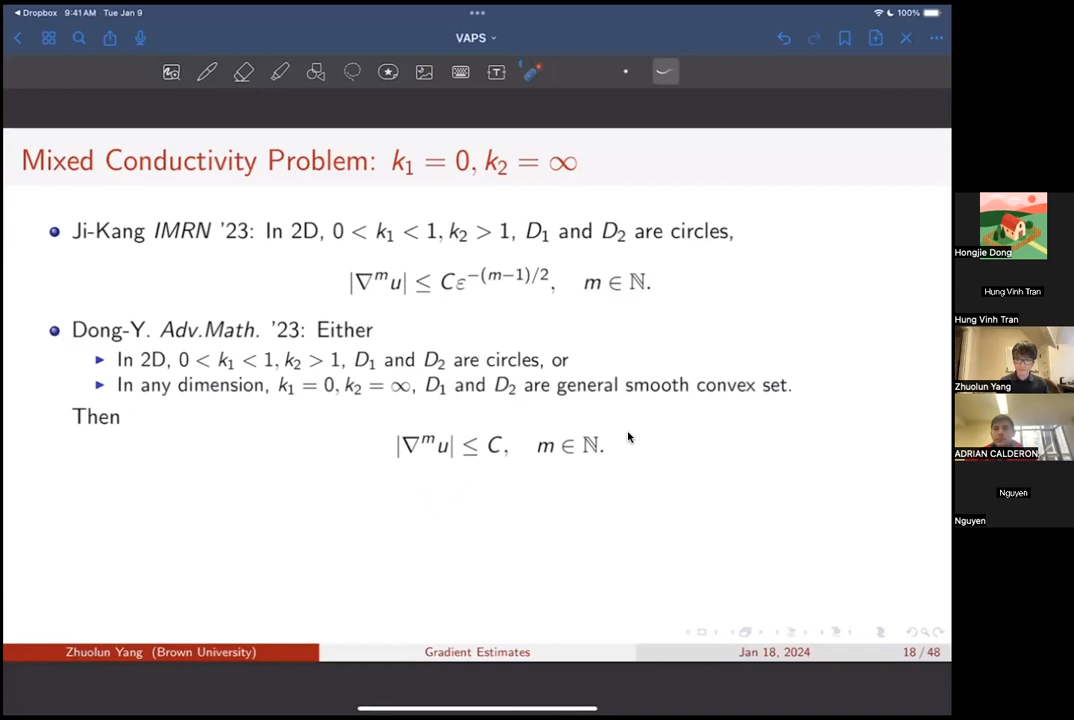 Dropbox 9:41 AM Tue Jan 9
100%
VAPS
Mixed Conductivity Problem: k₁ = 0, k₂ = ∞
Ji-Kang IMRN '23: In 2D, 0 < k₁ < 1, k₂ > 1, D₁ and D₂ are circles,
|∇ᵐu| ≤ Cε^{−(m−1)/2}, m ∈ ℕ.
Dong-Y. Adv.Math. '23: Either
In 2D, 0 < k₁ < 1, k₂ > 1, D₁ and D₂ are circles, or
In any dimension, k₁ = 0, k₂ = ∞, D₁ and D₂ are general smooth convex set.
Then
|∇ᵐu| ≤ C, m ∈ ℕ.
Zhuolun Yang (Brown University) Gradient Estimates Jan 18, 2024 18 / 48
Hongjie Dong
Hung Vinh Tran
Hung Vinh Tran
Zhuolun Yang
ADRIAN CALDERON
Nguyen
Nguyen